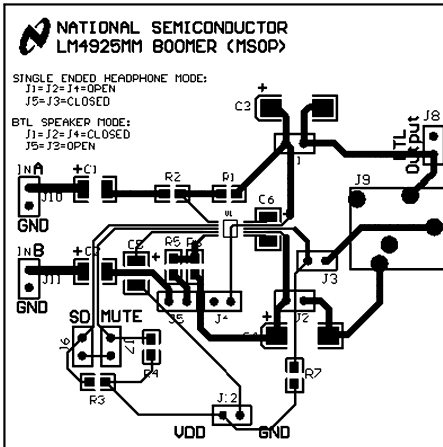 NATIONAL SEMICONDUCTOR
LM4925MM BOOMER (MSOP)
SINGLE ENDED HEADPHONE MODE:
J1=J2=J4=OPEN
J5=J3=CLOSED
BTL SPEAKER MODE:
J1=J2=J4=CLOSED
J5=J3=OPEN
+
C3
J8
BTL
Output
1
INA
+C1
R2
R1
J9
J10
C6
GND
U1
INB
+C2
C5
+
R5
J3
J11
GND
J5
J4
J2
+
SD MUTE
J6
J7
R4
R7
R3
J12
VDD
GND